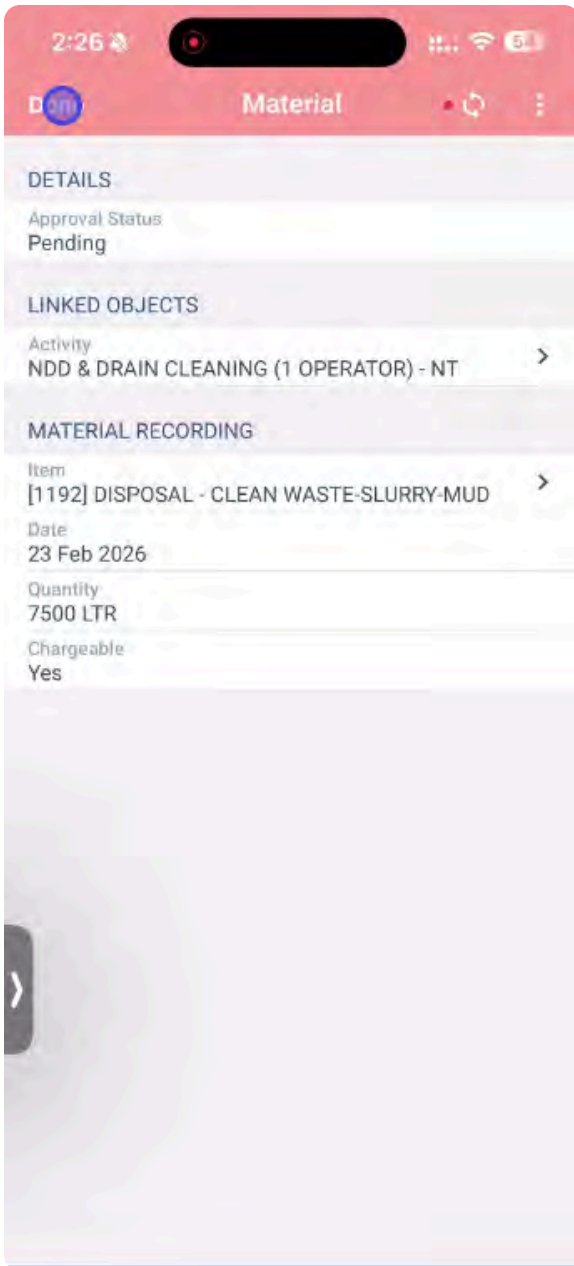 2:26
Material
DETAILS
Approval Status
Pending
LINKED OBJECTS
Activity
NDD & DRAIN CLEANING (1 OPERATOR) - NT
MATERIAL RECORDING
Item
[1192] DISPOSAL - CLEAN WASTE-SLURRY-MUD
Date
23 Feb 2026
Quantity
7500 LTR
Chargeable
Yes